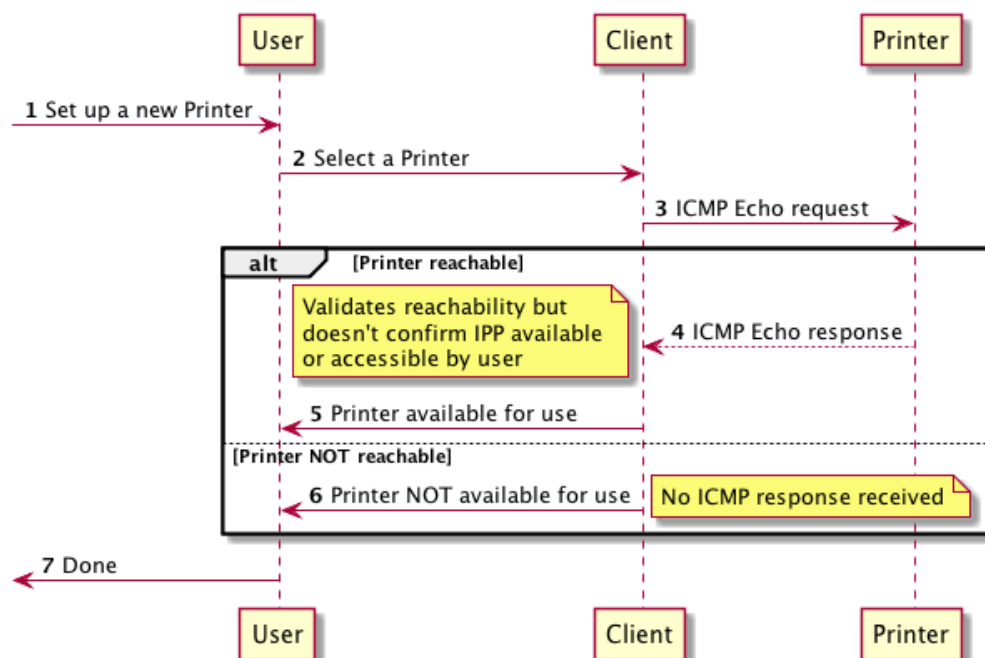 User Client Printer
1 Set up a new Printer
2 Select a Printer
3 ICMP Echo request
alt [Printer reachable]
Validates reachability but
doesn't confirm IPP available
or accessible by user
4 ICMP Echo response
5 Printer available for use
[Printer NOT reachable]
6 Printer NOT available for use
No ICMP response received
7 Done
User Client Printer